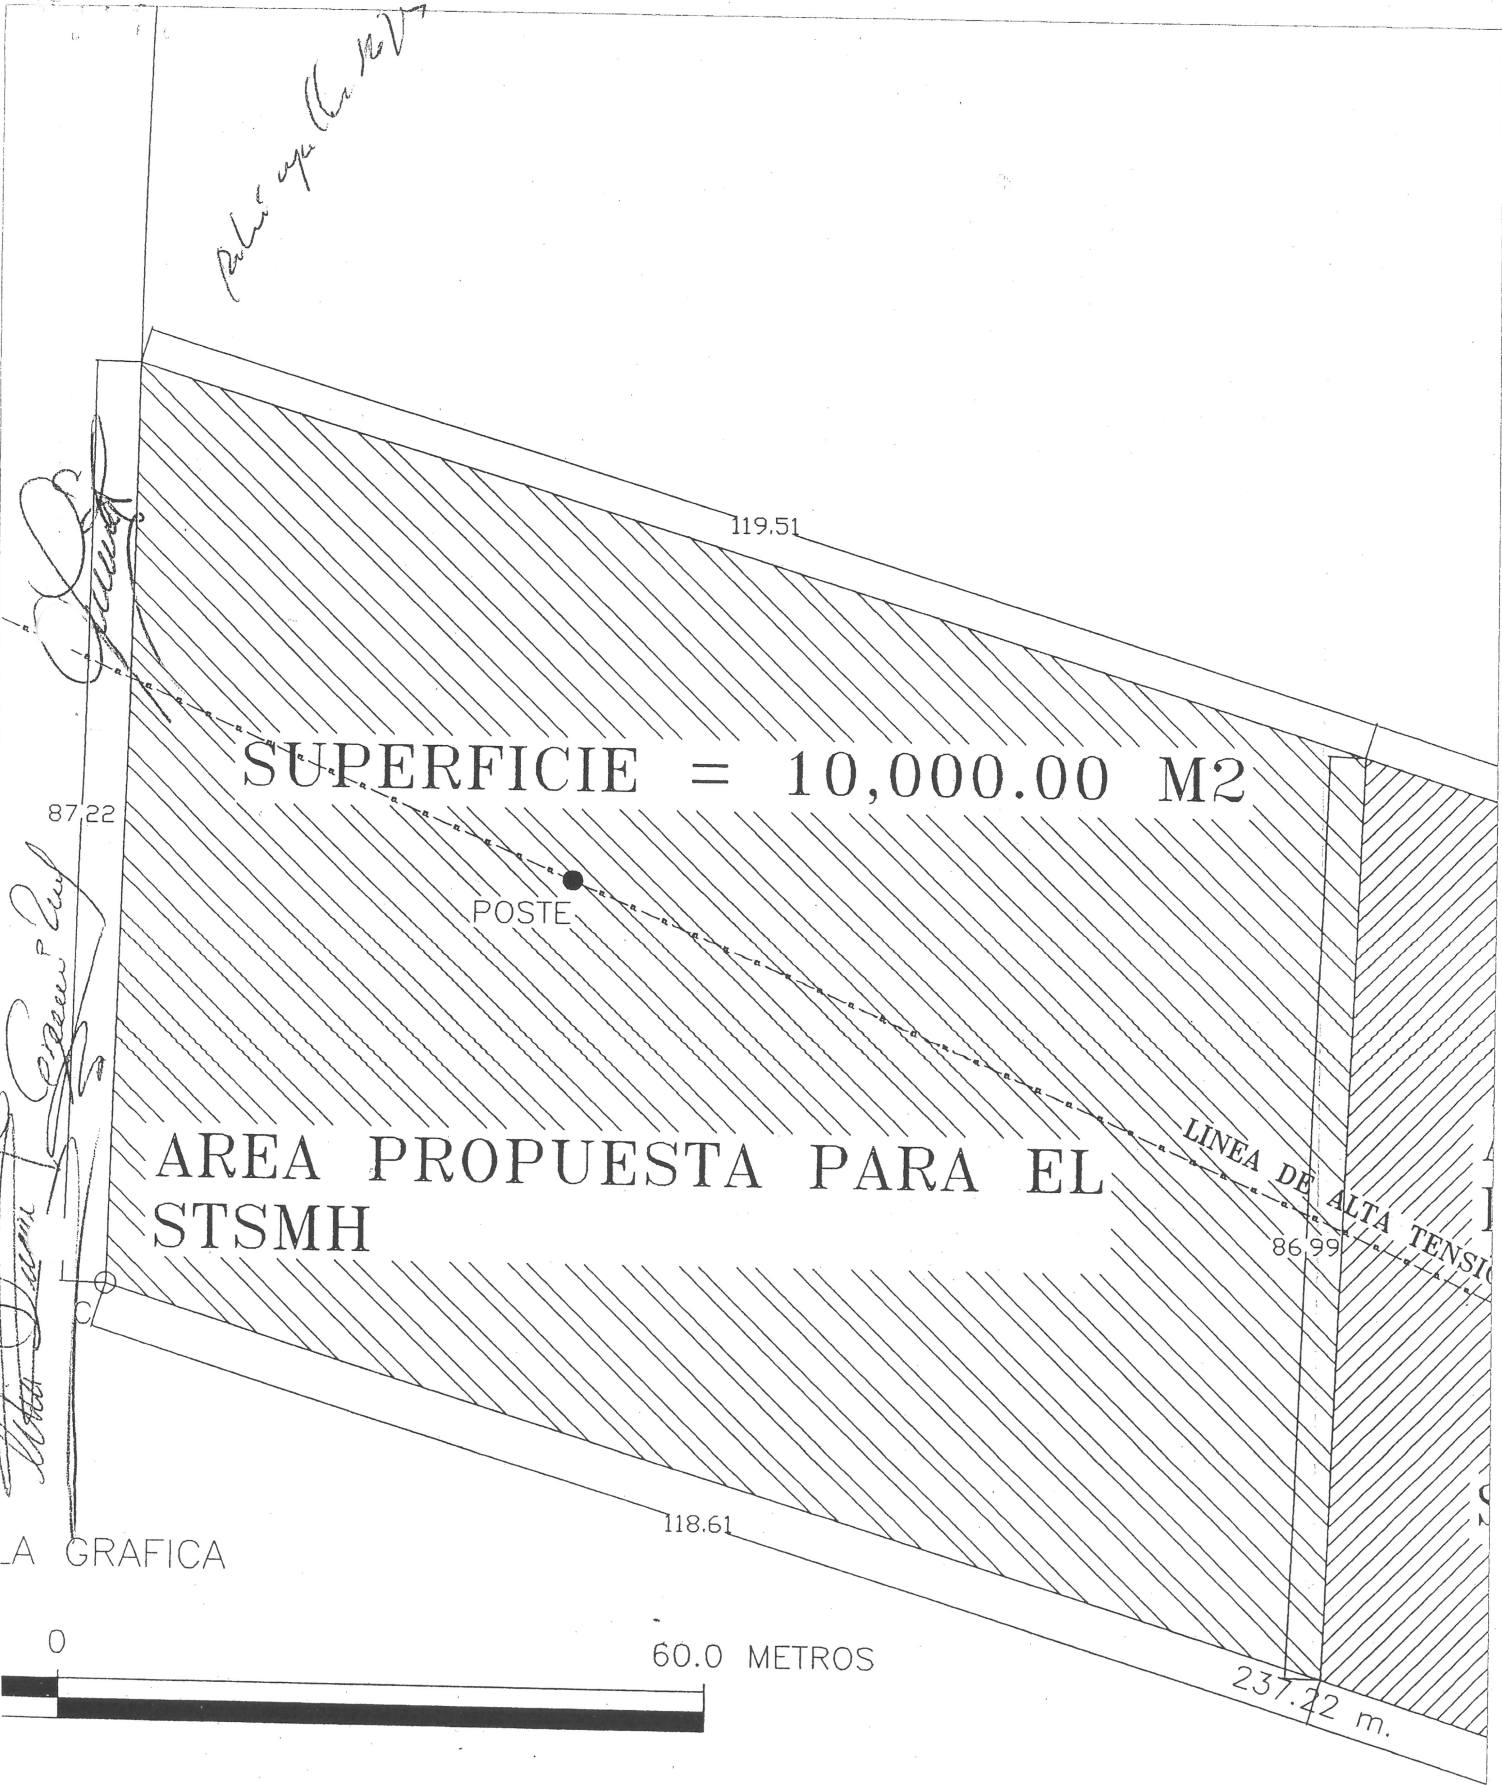 119.51
SUPERFICIE = 10,000.00 M2
87.22
POSTE
LINEA DE ALTA TENSIO
AREA PROPUESTA PARA EL
STSMH
86.99
C
118.61
LA GRAFICA
0
60.0 METROS
237.22 m.